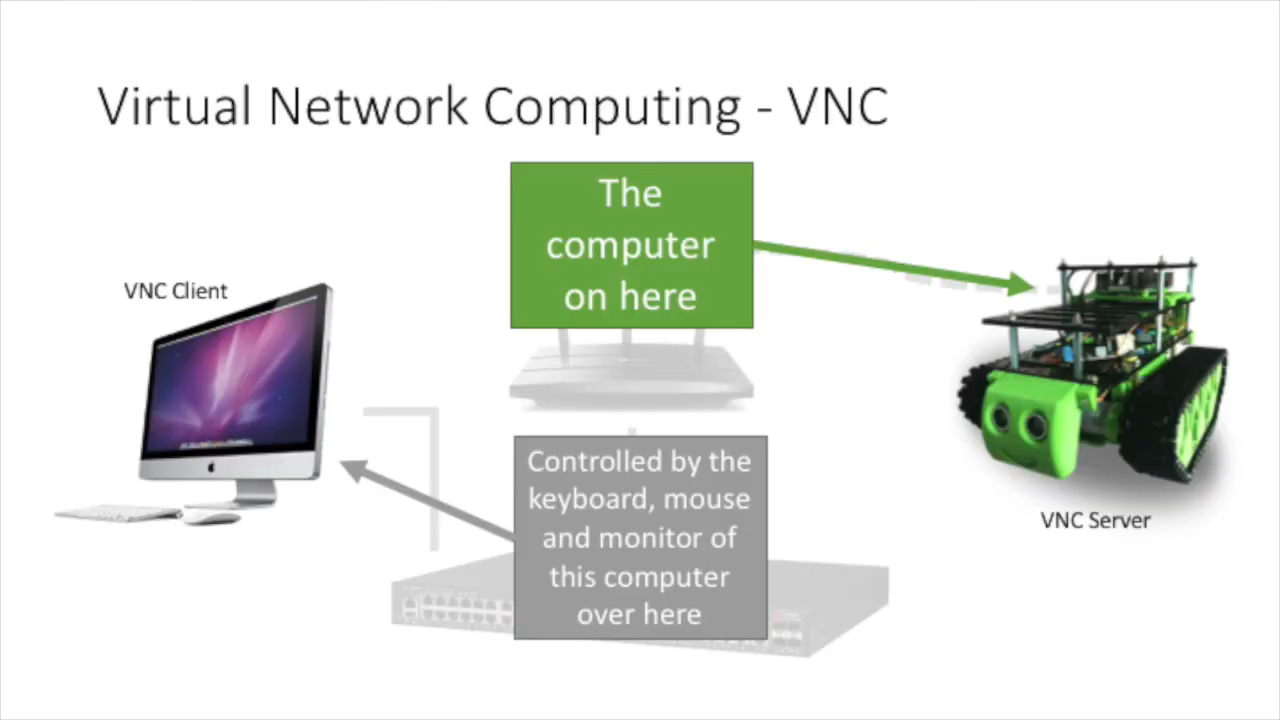 Virtual Network Computing - VNC
The
computer
on here
VNC Client
Controlled by the
keyboard, mouse
and monitor of
this computer
over here
VNC Server